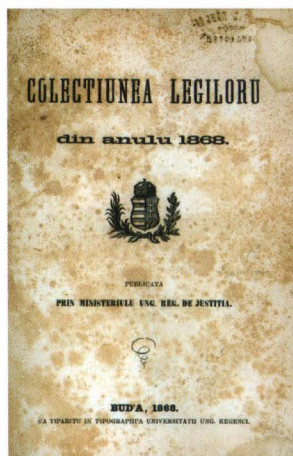 COLECTIUNEA LEGILORU
din anulu 1868.
PUBLICATA
PRIN MINISTERIULU UNG. REG. DE JUSTITIA.
BUD'A, 1868.
S'A TIPARITU IN TIPOGRAPHI'A UNIVERSITATII UNG. REGESCI.